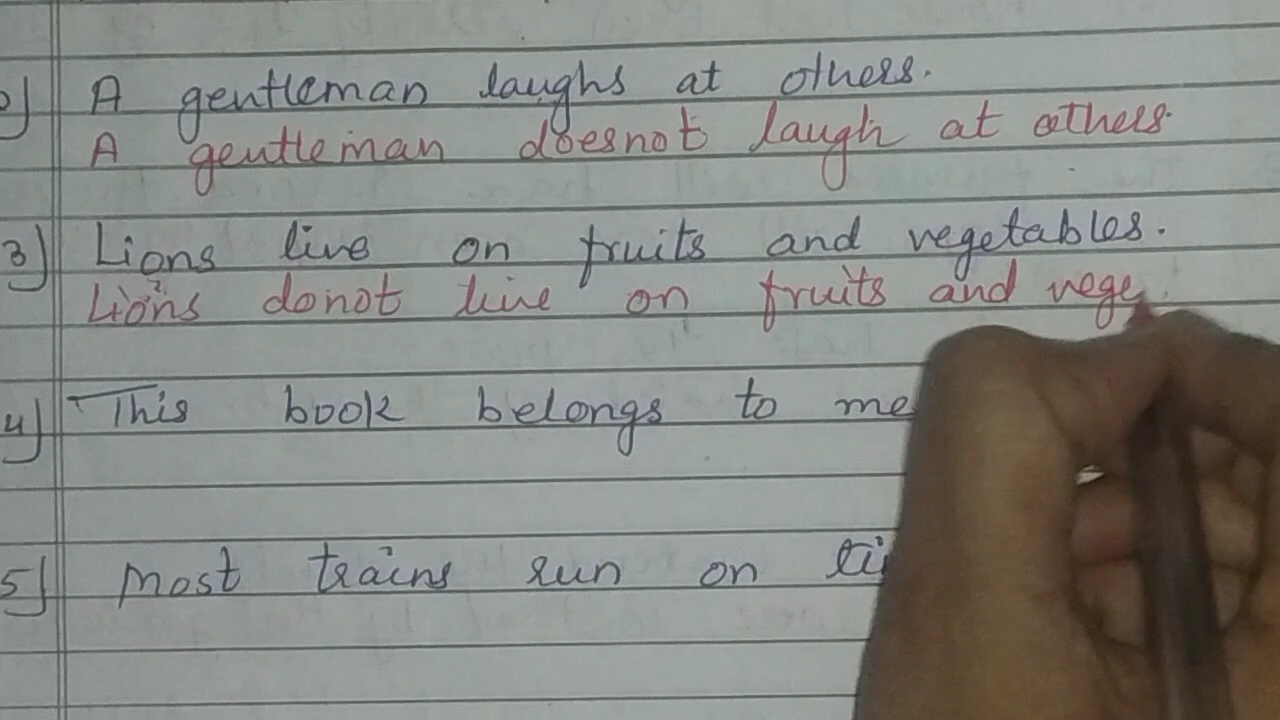 2) A gentleman laughs at others.
A gentleman doesnot laugh at others.
3) Lions live on fruits and vegetables.
Lions donot live on fruits and vege
4) This book belongs to me
5) Most trains run on ti